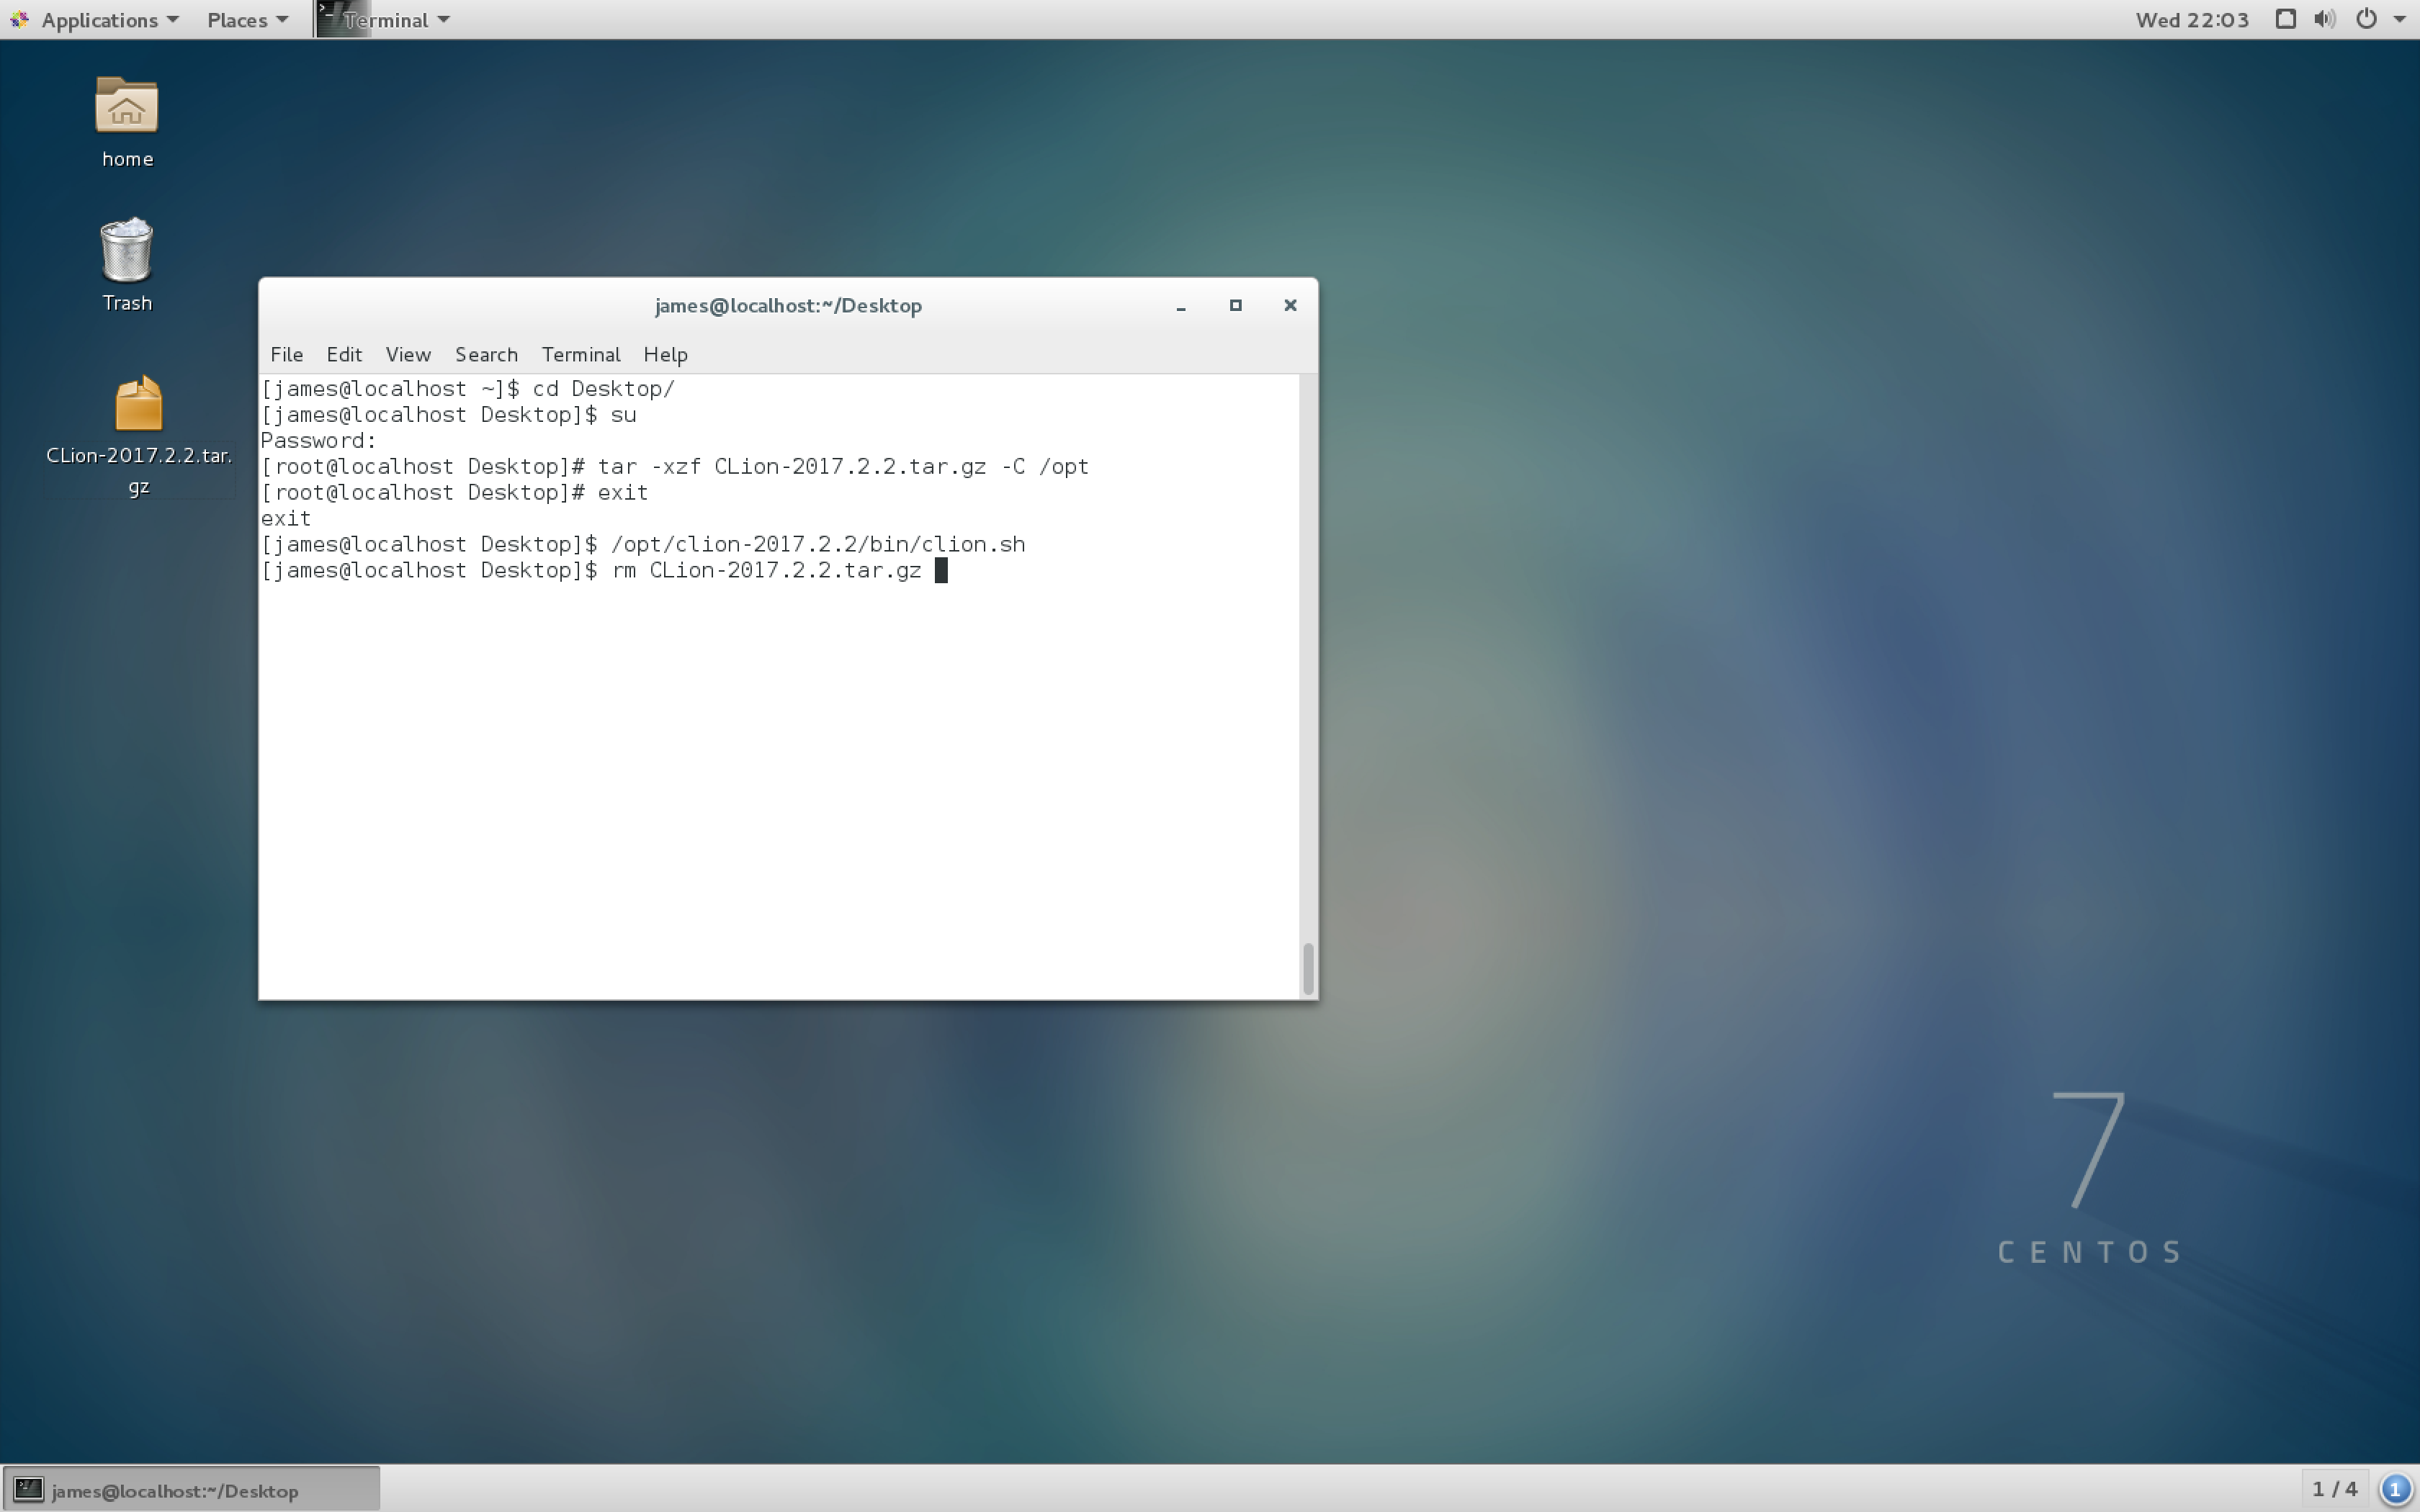 Applications Places Terminal Wed 22:03
home
Trash
CLion-2017.2.2.tar.
gz
james@localhost:~/Desktop
File Edit View Search Terminal Help
[james@localhost ~]$ cd Desktop/
[james@localhost Desktop]$ su
Password:
[root@localhost Desktop]# tar -xzf CLion-2017.2.2.tar.gz -C /opt
[root@localhost Desktop]# exit
exit
[james@localhost Desktop]$ /opt/clion-2017.2.2/bin/clion.sh
[james@localhost Desktop]$ rm CLion-2017.2.2.tar.gz
7
CENTOS
james@localhost:~/Desktop 1 / 4 1